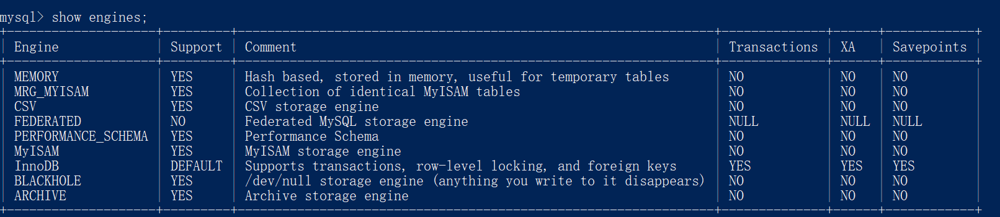 mysql> show engines;
+--------------------+---------+----------------------------------------------------------------+--------------+------+------------+
| Engine             | Support | Comment                                                        | Transactions | XA   | Savepoints |
+--------------------+---------+----------------------------------------------------------------+--------------+------+------------+
| MEMORY             | YES     | Hash based, stored in memory, useful for temporary tables      | NO           | NO   | NO         |
| MRG_MYISAM         | YES     | Collection of identical MyISAM tables                          | NO           | NO   | NO         |
| CSV                | YES     | CSV storage engine                                             | NO           | NO   | NO         |
| FEDERATED          | NO      | Federated MySQL storage engine                                 | NULL         | NULL | NULL       |
| PERFORMANCE_SCHEMA | YES     | Performance Schema                                             | NO           | NO   | NO         |
| MyISAM             | YES     | MyISAM storage engine                                          | NO           | NO   | NO         |
| InnoDB             | DEFAULT | Supports transactions, row-level locking, and foreign keys     | YES          | YES  | YES        |
| BLACKHOLE          | YES     | /dev/null storage engine (anything you write to it disappears) | NO           | NO   | NO         |
| ARCHIVE            | YES     | Archive storage engine                                         | NO           | NO   | NO         |
+--------------------+---------+----------------------------------------------------------------+--------------+------+------------+